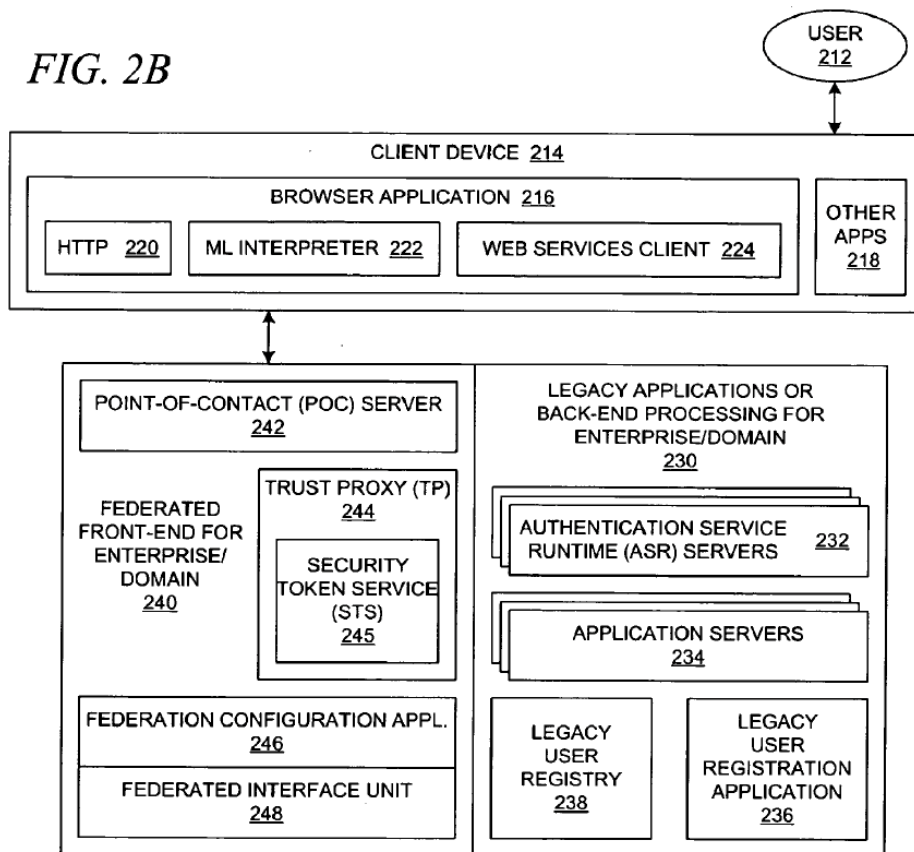 FIG. 2B
USER
212
CLIENT DEVICE 214
BROWSER APPLICATION 216
HTTP 220
ML INTERPRETER 222
WEB SERVICES CLIENT 224
OTHER
APPS
218
POINT-OF-CONTACT (POC) SERVER
242
FEDERATED
FRONT-END FOR
ENTERPRISE/
DOMAIN
240
TRUST PROXY (TP)
244
SECURITY
TOKEN SERVICE
(STS)
245
FEDERATION CONFIGURATION APPL.
246
FEDERATED INTERFACE UNIT
248
LEGACY APPLICATIONS OR
BACK-END PROCESSING FOR
ENTERPRISE/DOMAIN
230
AUTHENTICATION SERVICE
RUNTIME (ASR) SERVERS
232
APPLICATION SERVERS
234
LEGACY
USER
REGISTRY
238
LEGACY
USER
REGISTRATION
APPLICATION
236